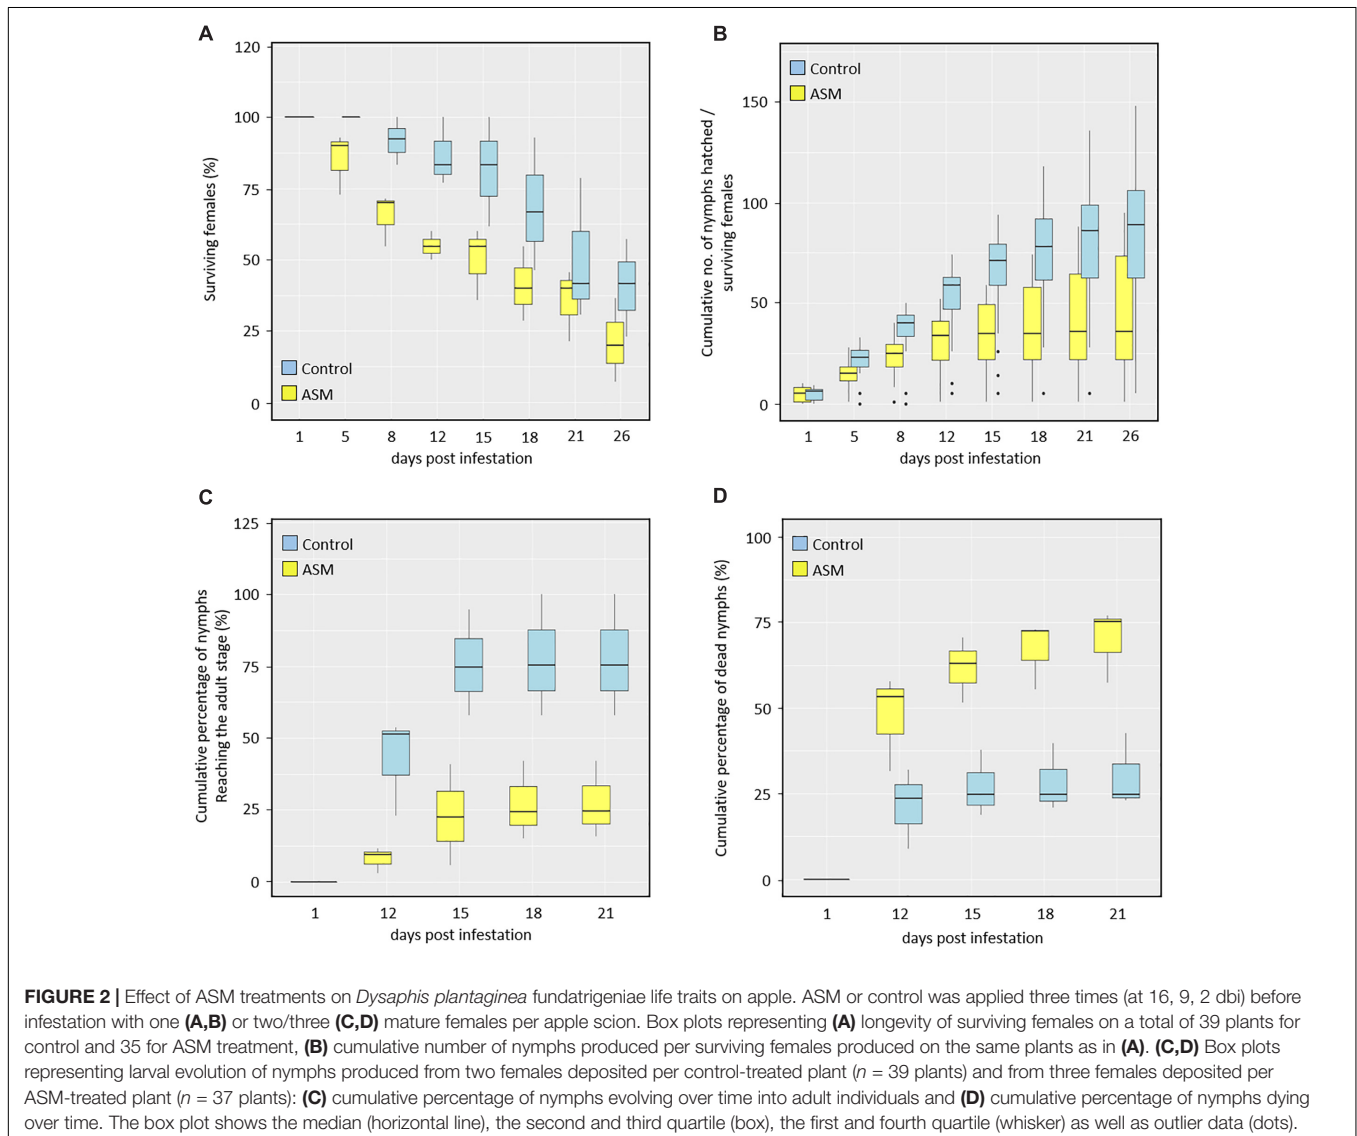 A
120
100
75
50
25
0
Surviving females (%)
Control
ASM
1 5 8 12 15 18 21 26
days post infestation
B
150
100
50
0
Cumulative no. of nymphs hatched /
surviving females
Control
ASM
1 5 8 12 15 18 21 26
days post infestation
C
125
100
75
50
25
0
Cumulative percentage of nymphs
Reaching the adult stage (%)
Control
ASM
1 12 15 18 21
days post infestation
D
100
75
50
25
0
Cumulative percentage of dead nymphs (%)
Control
ASM
1 12 15 18 21
days post infestation
FIGURE 2 | Effect of ASM treatments on Dysaphis plantaginea fundatrigeniae life traits on apple. ASM or control was applied three times (at 16, 9, 2 dbi) before
infestation with one (A,B) or two/three (C,D) mature females per apple scion. Box plots representing (A) longevity of surviving females on a total of 39 plants for
control and 35 for ASM treatment, (B) cumulative number of nymphs produced per surviving females produced on the same plants as in (A). (C,D) Box plots
representing larval evolution of nymphs produced from two females deposited per control-treated plant (n = 39 plants) and from three females deposited per
ASM-treated plant (n = 37 plants): (C) cumulative percentage of nymphs evolving over time into adult individuals and (D) cumulative percentage of nymphs dying
over time. The box plot shows the median (horizontal line), the second and third quartile (box), the first and fourth quartile (whisker) as well as outlier data (dots).